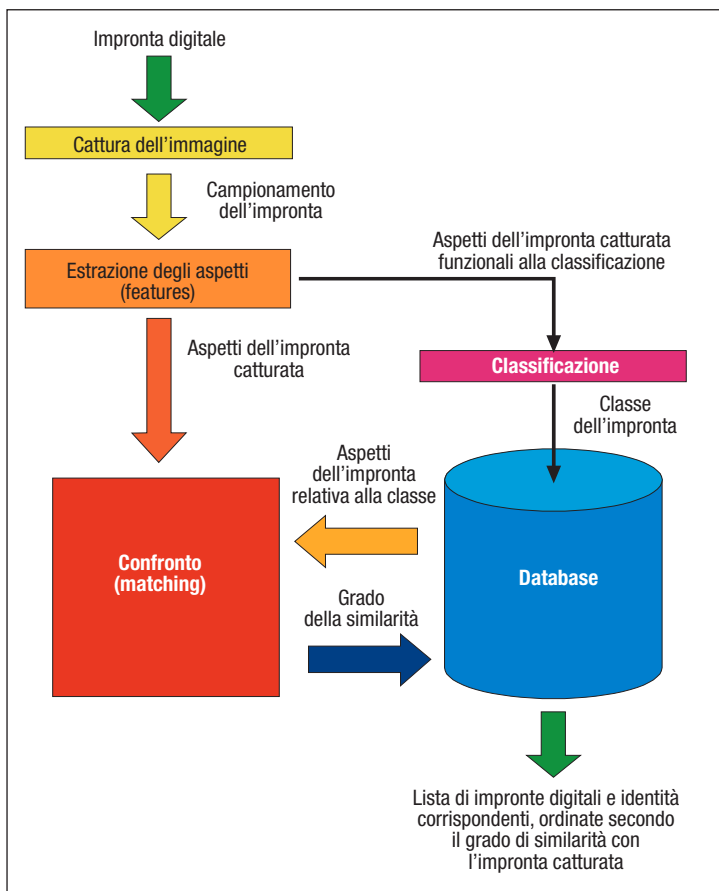 Impronta digitale
Cattura dell'immagine
Campionamento
dell'impronta
Estrazione degli aspetti
(features)
Aspetti dell'impronta catturata
funzionali alla classificazione
Aspetti dell'impronta
catturata
Classificazione
Classe
dell'impronta
Aspetti
dell'impronta
relativa alla classe
Confronto
(matching)
Database
Grado
della similarità
Lista di impronte digitali e identità
corrispondenti, ordinate secondo
il grado di similarità con
l'impronta catturata